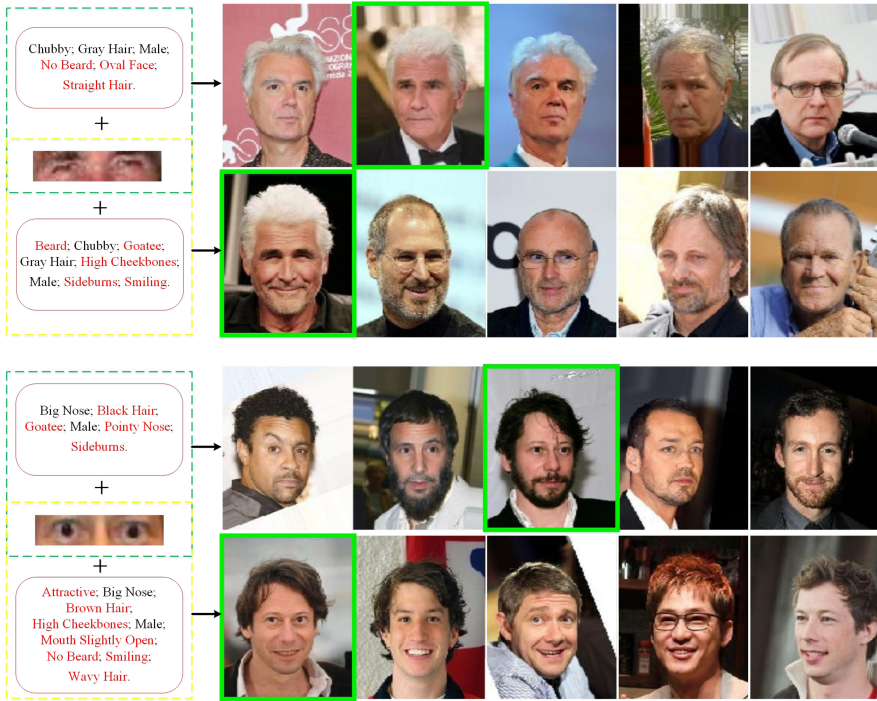 Chubby; Gray Hair; Male;
No Beard; Oval Face;
Straight Hair.
+
+
Beard; Chubby; Goatee;
Gray Hair; High Cheekbones;
Male; Sideburns; Smiling.
Big Nose; Black Hair;
Goatee; Male; Pointy Nose;
Sideburns.
+
+
Attractive; Big Nose;
Brown Hair;
High Cheekbones; Male;
Mouth Slightly Open;
No Beard; Smiling;
Wavy Hair.